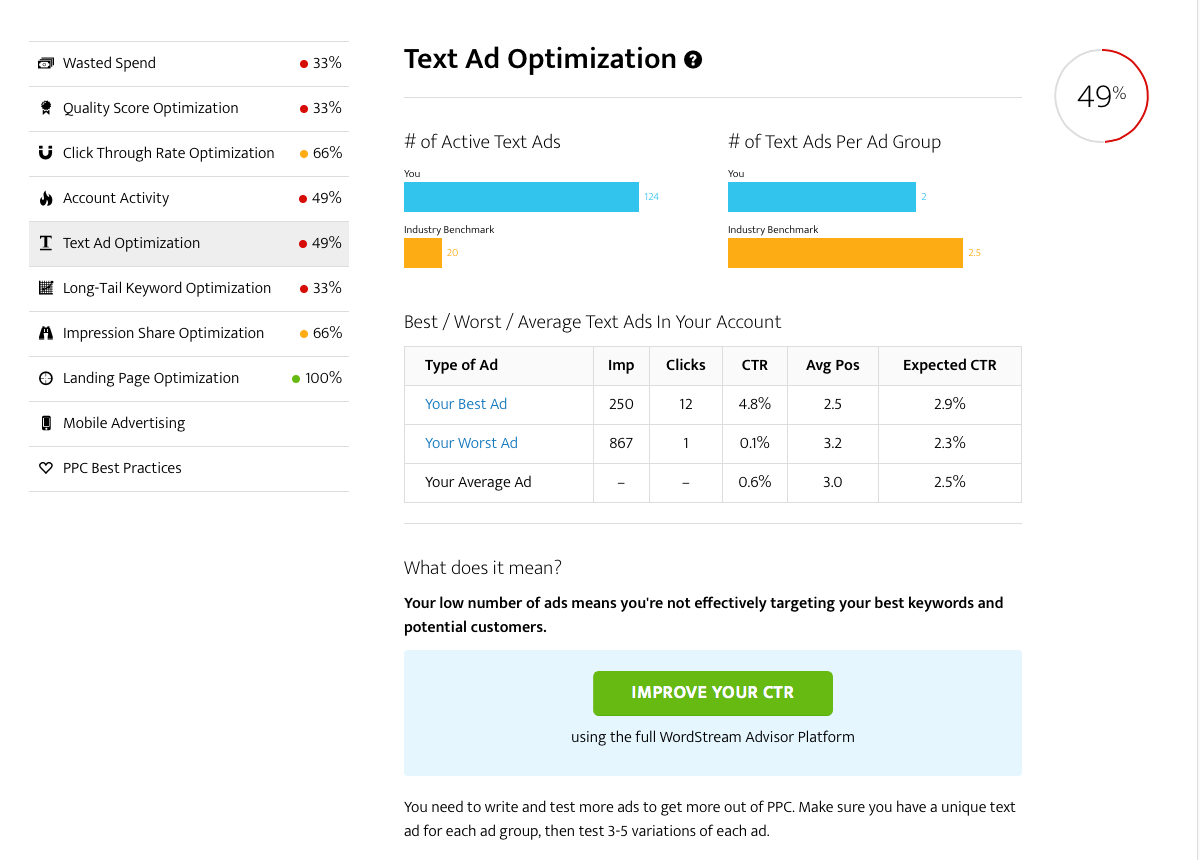 Wasted Spend 33%
Quality Score Optimization 33%
Click Through Rate Optimization 66%
Account Activity 49%
Text Ad Optimization 49%
Long-Tail Keyword Optimization 33%
Impression Share Optimization 66%
Landing Page Optimization 100%
Mobile Advertising
PPC Best Practices
Text Ad Optimization ?
49%
# of Active Text Ads
You
124
Industry Benchmark
20
# of Text Ads Per Ad Group
You
2
Industry Benchmark
2.5
Best / Worst / Average Text Ads In Your Account
Type of Ad Imp Clicks CTR Avg Pos Expected CTR
Your Best Ad 250 12 4.8% 2.5 2.9%
Your Worst Ad 867 1 0.1% 3.2 2.3%
Your Average Ad – – 0.6% 3.0 2.5%
What does it mean?
Your low number of ads means you're not effectively targeting your best keywords and
potential customers.
IMPROVE YOUR CTR
using the full WordStream Advisor Platform
You need to write and test more ads to get more out of PPC. Make sure you have a unique text
ad for each ad group, then test 3-5 variations of each ad.